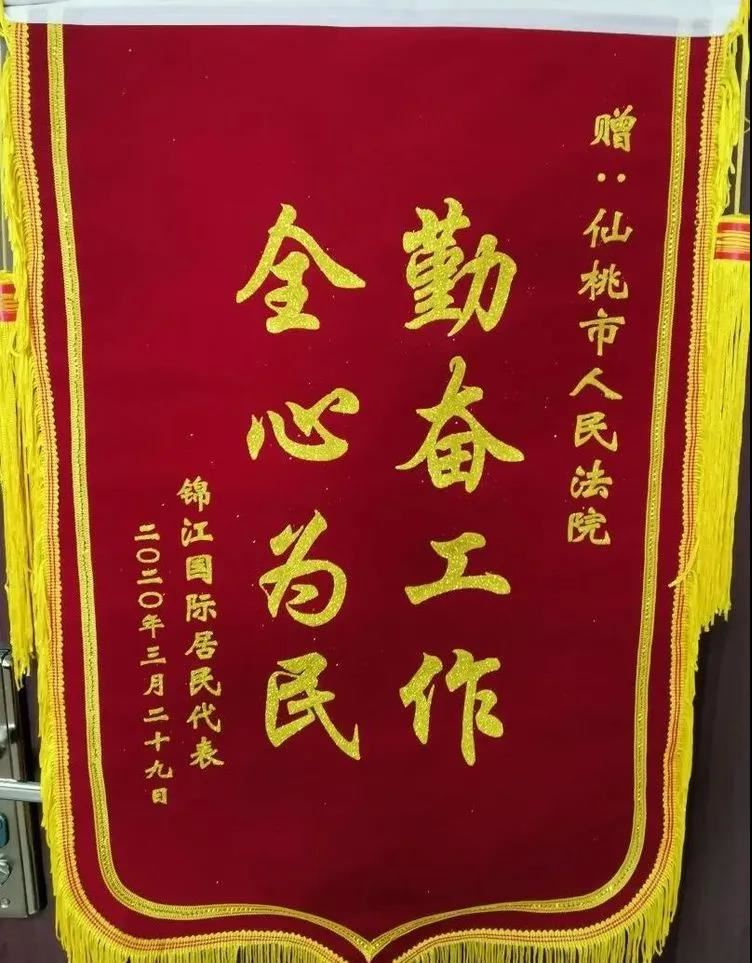 赠：仙桃市人民法院
勤奋工作
全心为民
锦江国际居民代表
二〇二〇年三月二十九日